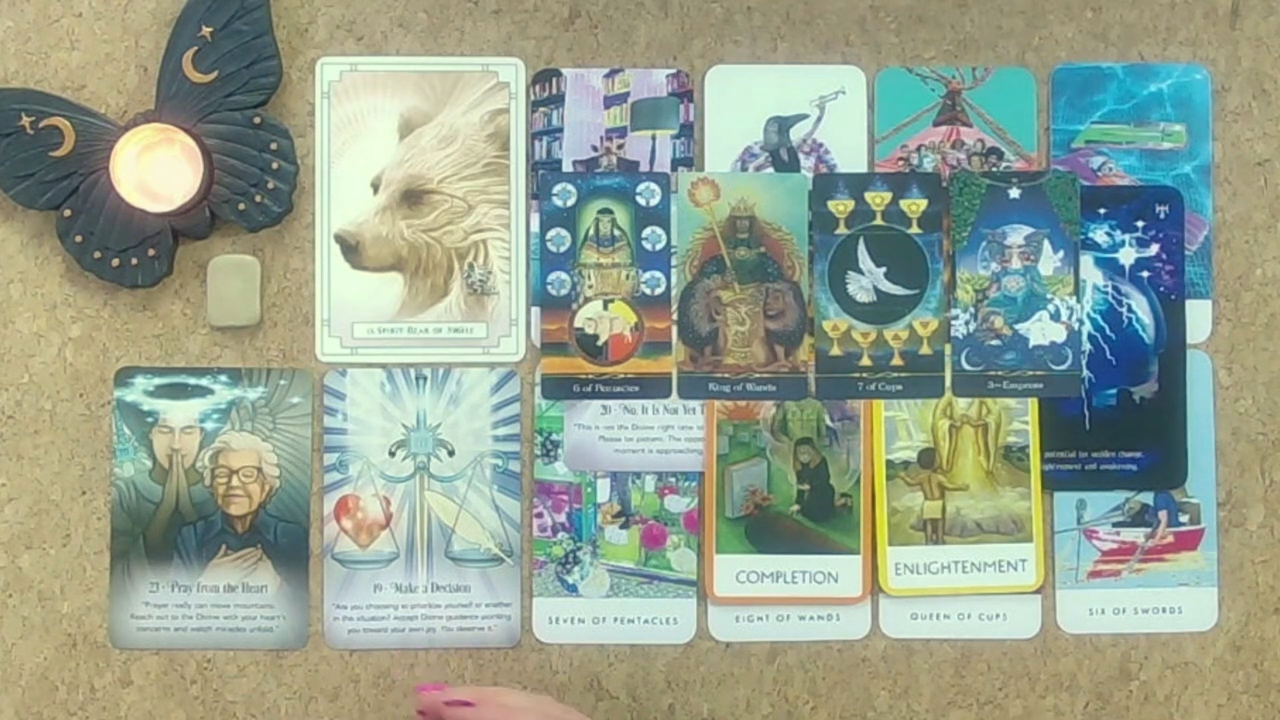 13 SPIRIT BEAR OF JUSTICE
6 of Pentacles
King of Wands
7 of Cups
3~Empress
20 · No, It Is Not Yet T
"This is not the Divine right time to
Please be patient. The oppo
moment is approaching
potential for sudden change,
enlightenment and awakening.
23 · Pray from the Heart
"Prayer really can move mountains.
Reach out to the Divine with your heart's
concerns and watch miracles unfold."
19 · Make a Decision
"Are you choosing to prioritize yourself or another
in this situation? Accept Divine guidance pointing
you toward your own joy. You deserve it."
COMPLETION
ENLIGHTENMENT
SEVEN OF PENTACLES
EIGHT OF WANDS
QUEEN OF CUPS
SIX OF SWORDS